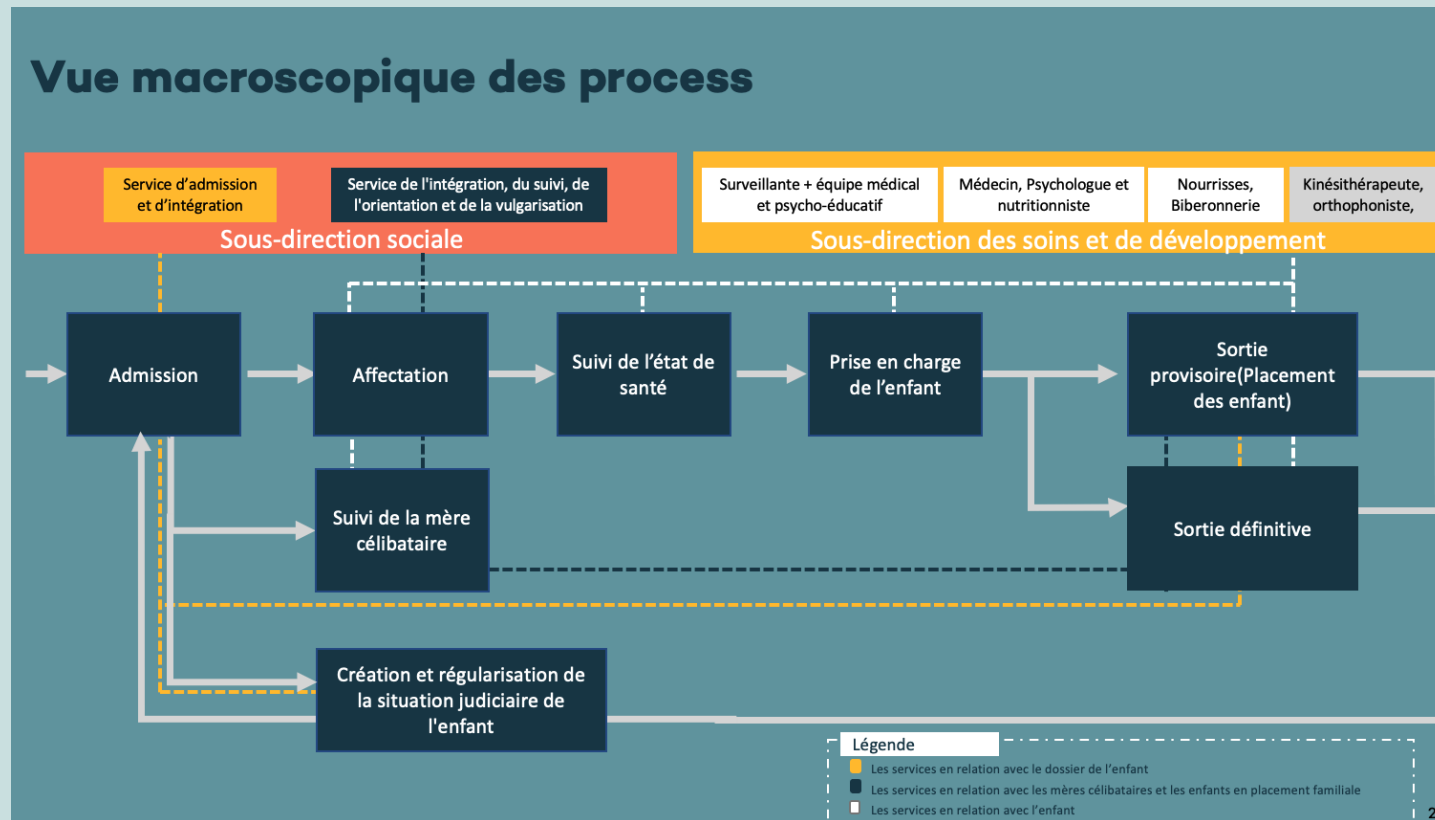 Vue macroscopique des process
Service d'admission
et d'intégration
Service de l'intégration, du suivi, de
l'orientation et de la vulgarisation
Sous-direction sociale
Surveillante + équipe médical
et psycho-éducatif
Médecin, Psychologue et
nutritionniste
Nourrisses,
Biberonnerie
Kinésithérapeute,
orthophoniste,
Sous-direction des soins et de développement
Admission
Affectation
Suivi de l'état de
santé
Prise en charge
de l'enfant
Sortie
provisoire(Placement
des enfant)
Suivi de la mère
célibataire
Sortie définitive
Création et régularisation de
la situation judiciaire de
l'enfant
Légende
Les services en relation avec le dossier de l'enfant
Les services en relation avec les mères célibataires et les enfants en placement familiale
Les services en relation avec l'enfant
2